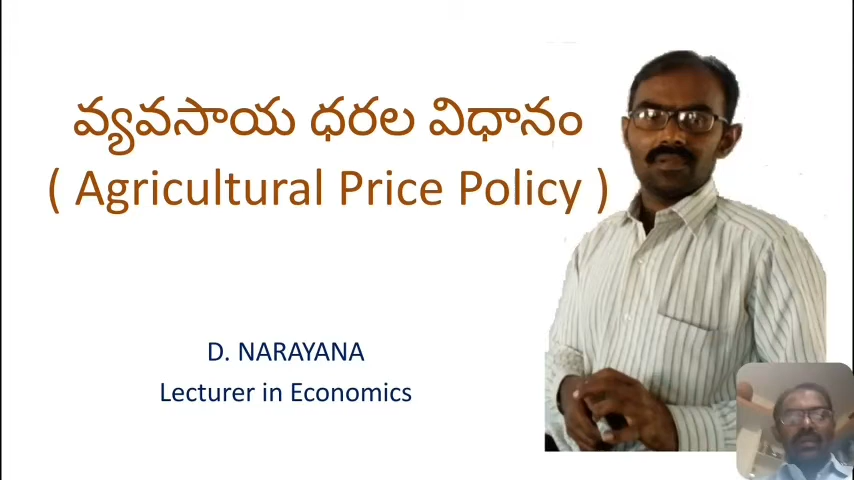 వ్యవసాయ ధరల విధానం
( Agricultural Price Policy )
D. NARAYANA
Lecturer in Economics